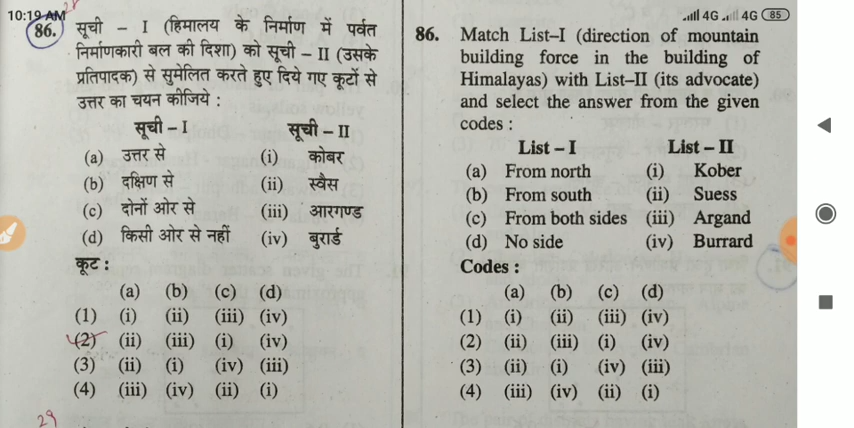 10:19 AM
4G 4G 85
86. सूची – I (हिमालय के निर्माण में पर्वत
निर्माणकारी बल की दिशा) को सूची – II (उसके
प्रतिपादक) से सुमेलित करते हुए दिये गए कूटों से
उत्तर का चयन कीजिये :
सूची – I सूची – II
(a) उत्तर से (i) कोबर
(b) दक्षिण से (ii) स्वैस
(c) दोनों ओर से (iii) आरगण्ड
(d) किसी ओर से नहीं (iv) बुरार्ड
कूट :
(a) (b) (c) (d)
(1) (i) (ii) (iii) (iv)
(2) (ii) (iii) (i) (iv)
(3) (ii) (i) (iv) (iii)
(4) (iii) (iv) (ii) (i)
29
86. Match List–I (direction of mountain
building force in the building of
Himalayas) with List–II (its advocate)
and select the answer from the given
codes :
List – I List – II
(a) From north (i) Kober
(b) From south (ii) Suess
(c) From both sides (iii) Argand
(d) No side (iv) Burrard
Codes :
(a) (b) (c) (d)
(1) (i) (ii) (iii) (iv)
(2) (ii) (iii) (i) (iv)
(3) (ii) (i) (iv) (iii)
(4) (iii) (iv) (ii) (i)